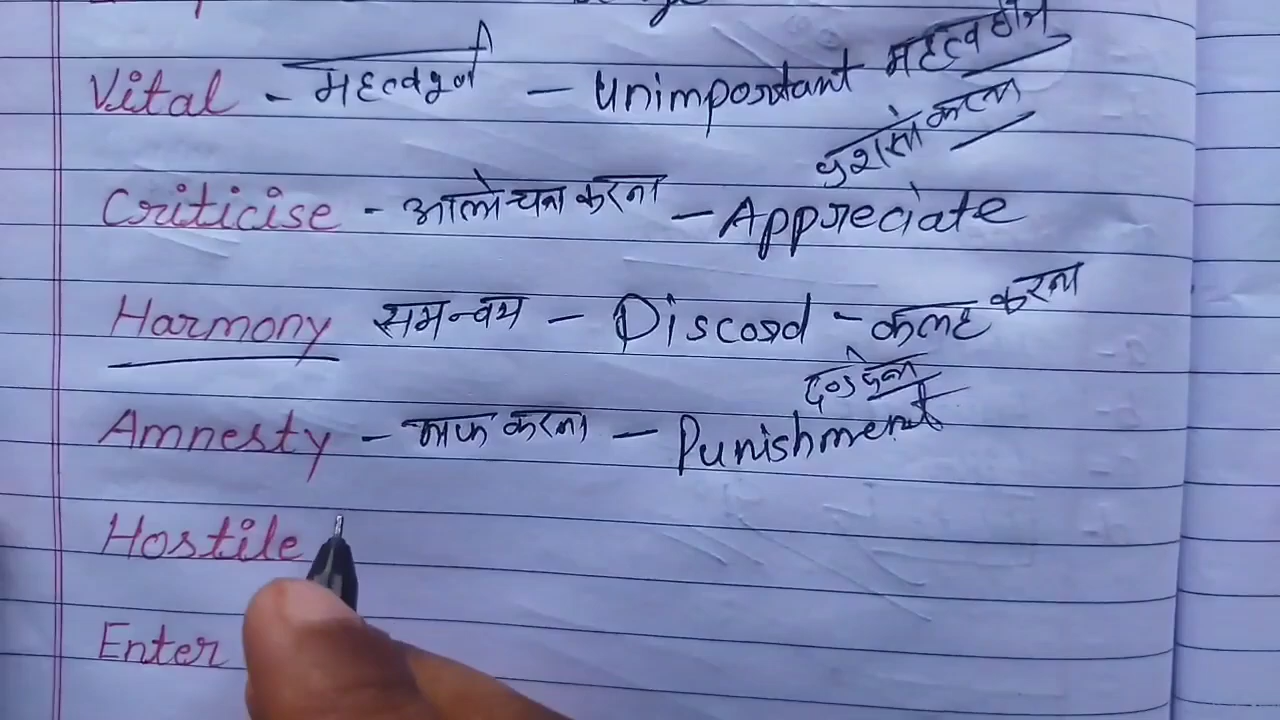 Vital - महत्वपूर्ण - Unimportant महत्वहीन
प्रशंसा करना
Criticise - आलोचना करना - Appreciate
Harmony समन्वय - Discord - कलह करना
दण्ड देना
Amnesty - माफ करना - Punishment
Hostile
Enter